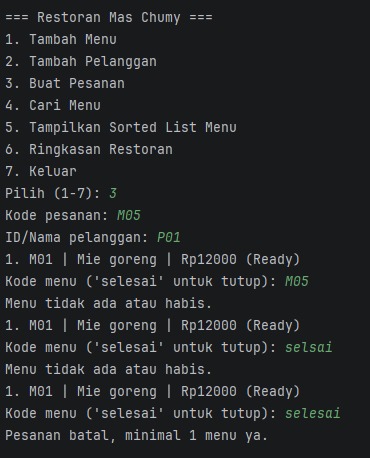 === Restoran Mas Chumy ===
1. Tambah Menu
2. Tambah Pelanggan
3. Buat Pesanan
4. Cari Menu
5. Tampilkan Sorted List Menu
6. Ringkasan Restoran
7. Keluar
Pilih (1-7): 3
Kode pesanan: M05
ID/Nama pelanggan: P01
1. M01 | Mie goreng | Rp12000 (Ready)
Kode menu ('selesai' untuk tutup): M05
Menu tidak ada atau habis.
1. M01 | Mie goreng | Rp12000 (Ready)
Kode menu ('selesai' untuk tutup): selsai
Menu tidak ada atau habis.
1. M01 | Mie goreng | Rp12000 (Ready)
Kode menu ('selesai' untuk tutup): selesai
Pesanan batal, minimal 1 menu ya.